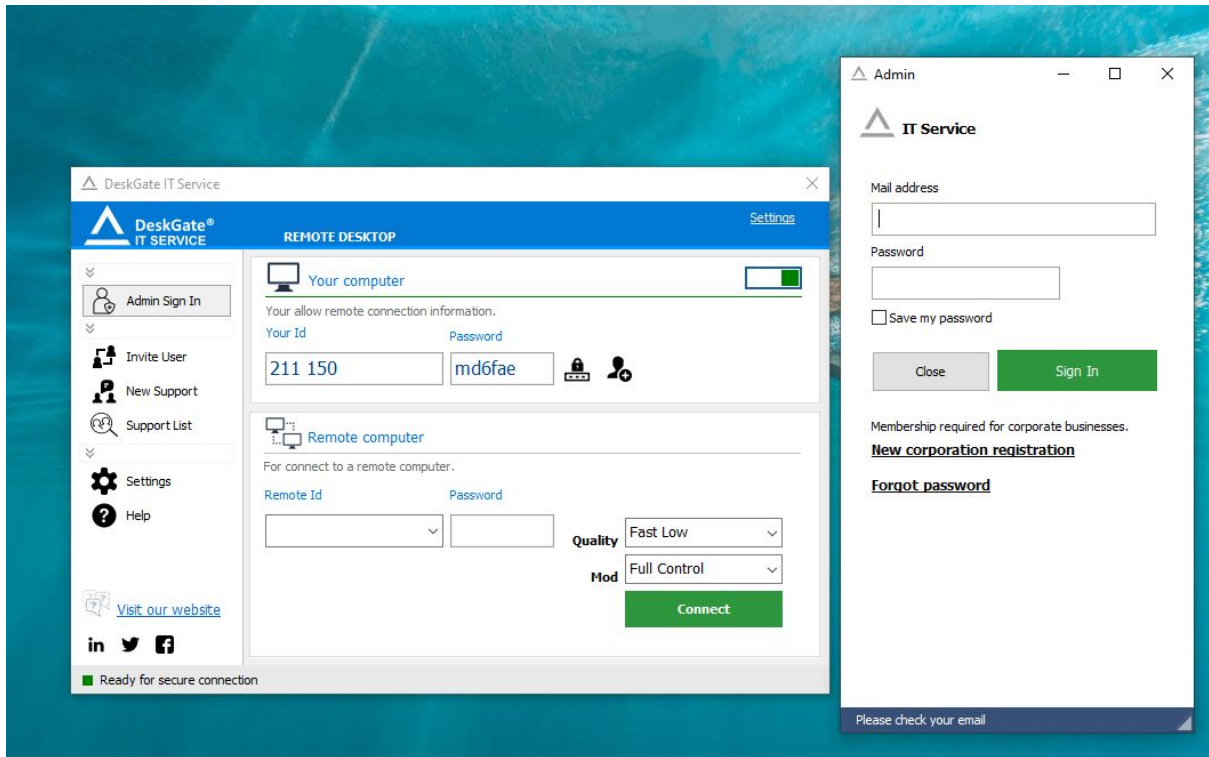 DeskGate IT Service
DeskGate®
IT SERVICE
REMOTE DESKTOP
Settings
Admin Sign In
Invite User
New Support
Support List
Settings
Help
Visit our website
Your computer
Your allow remote connection information.
Your Id
Password
211 150
md6fae
Remote computer
For connect to a remote computer.
Remote Id
Password
Quality
Fast Low
Mod
Full Control
Connect
Ready for secure connection
Admin
IT Service
Mail address
Password
Save my password
Close
Sign In
Membership required for corporate businesses.
New corporation registration
Forgot password
Please check your email